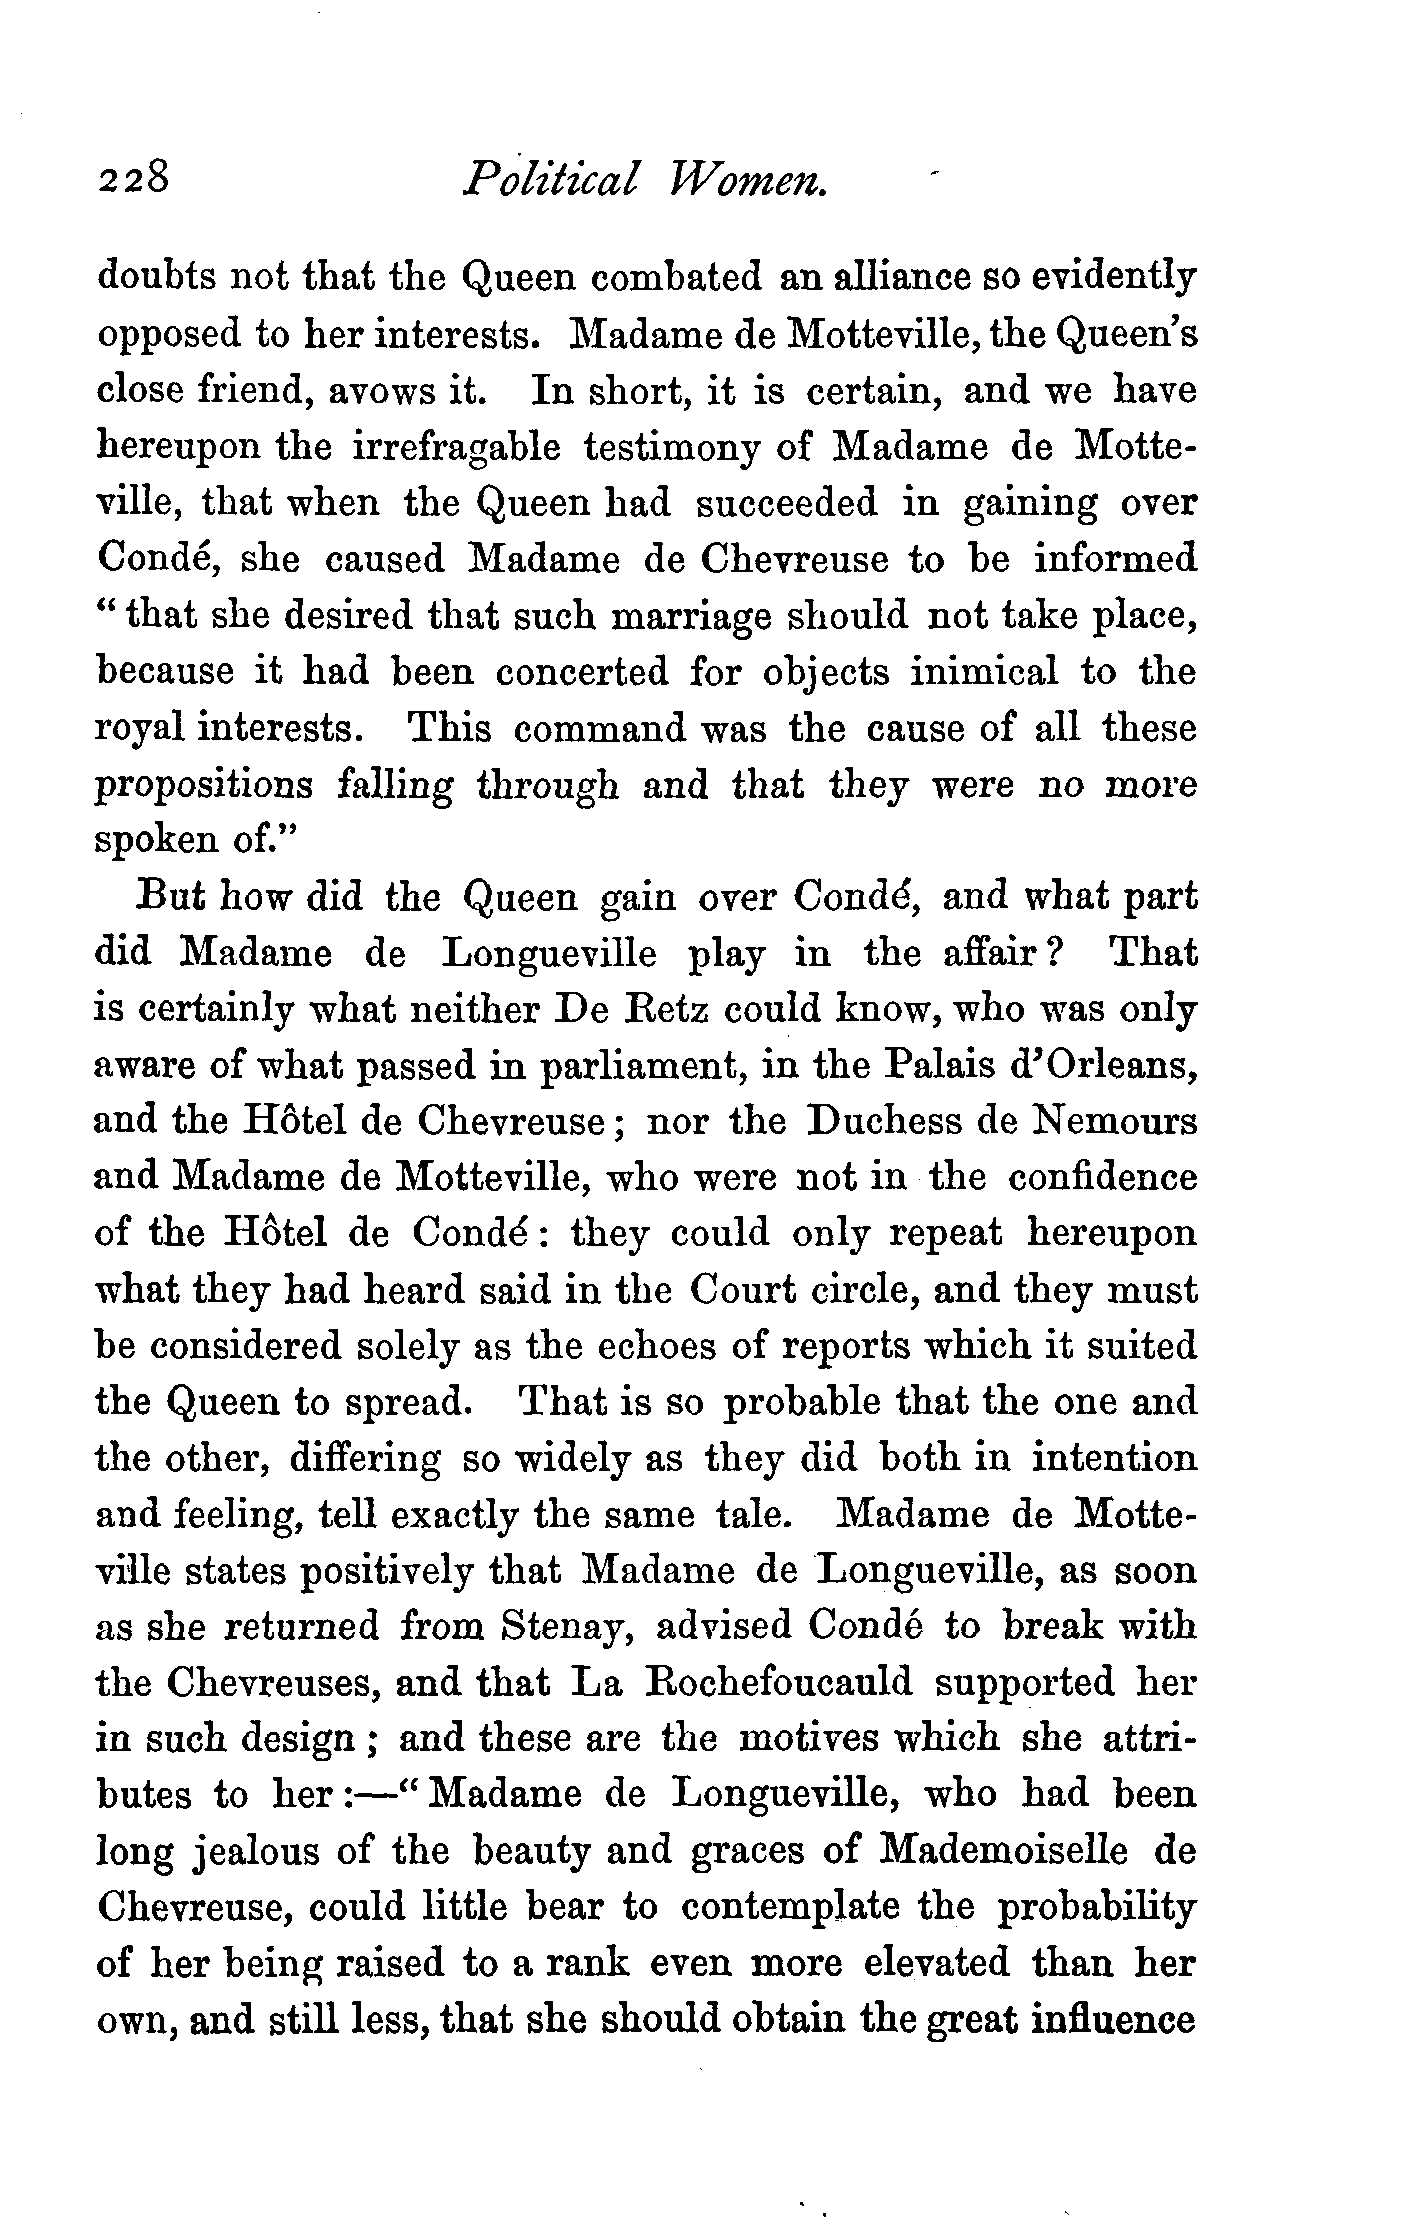 228 Political Women.
doubts not that the Queen combated an alliance so evidently
opposed to her interests. Madame de Motteville, the Queen's
close friend, avows it. In short, it is certain, and we have
hereupon the irrefragable testimony of Madame de Motte-
ville, that when the Queen had succeeded in gaining over
Condé, she caused Madame de Chevreuse to be informed
“ that she desired that such marriage should not take place,
because it had been concerted for objects inimical to the
royal interests. This command was the cause of all these
propositions falling through and that they were no more
spoken of.”
But how did the Queen gain over Condé, and what part
did Madame de Longueville play in the affair ? That
is certainly what neither De Retz could know, who was only
aware of what passed in parliament, in the Palais d'Orleans,
and the Hôtel de Chevreuse ; nor the Duchess de Nemours
and Madame de Motteville, who were not in the confidence
of the Hôtel de Condé : they could only repeat hereupon
what they had heard said in the Court circle, and they must
be considered solely as the echoes of reports which it suited
the Queen to spread. That is so probable that the one and
the other, differing so widely as they did both in intention
and feeling, tell exactly the same tale. Madame de Motte-
ville states positively that Madame de Longueville, as soon
as she returned from Stenay, advised Condé to break with
the Chevreuses, and that La Rochefoucauld supported her
in such design ; and these are the motives which she attri-
butes to her :—“ Madame de Longueville, who had been
long jealous of the beauty and graces of Mademoiselle de
Chevreuse, could little bear to contemplate the probability
of her being raised to a rank even more elevated than her
own, and still less, that she should obtain the great influence